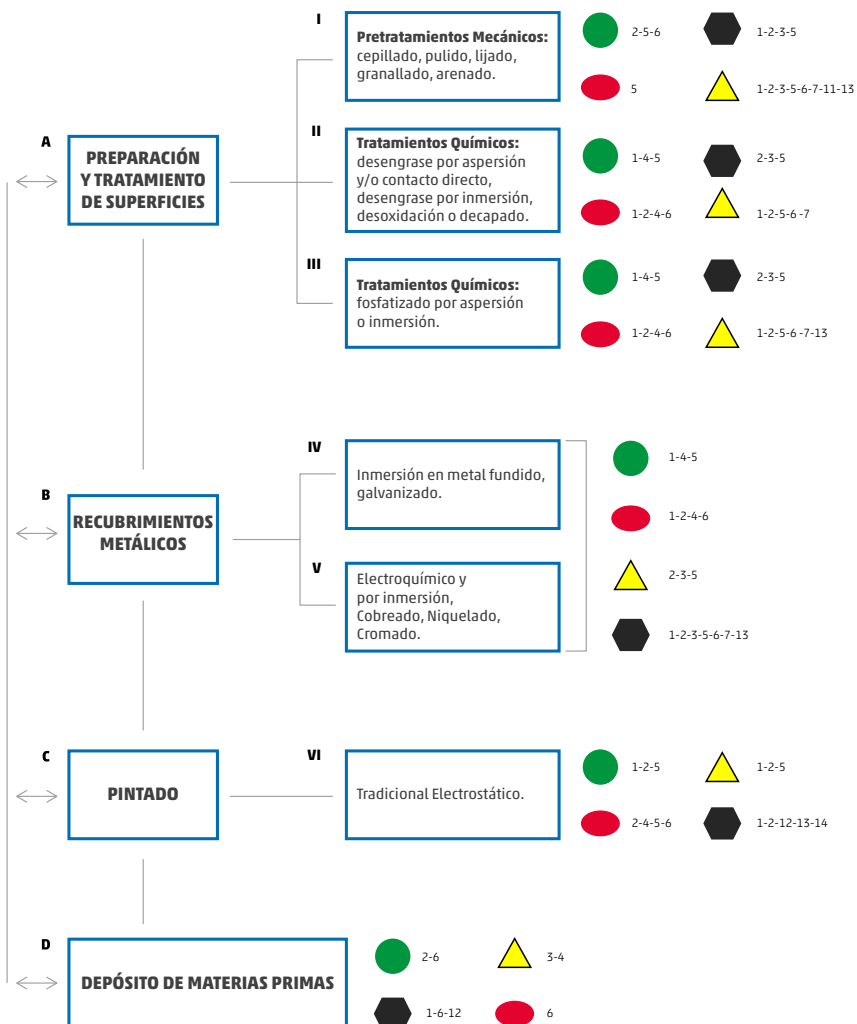 I
Pretratamientos Mecánicos:
cepillado, pulido, lijado,
granallado, arenado.
2-5-6
1-2-3-5
5
1-2-3-5-6-7-11-13
A
PREPARACIÓN
Y TRATAMIENTO
DE SUPERFICIES
II
Tratamientos Químicos:
desengrase por aspersión
y/o contacto directo,
desengrase por inmersión,
desoxidación o decapado.
1-4-5
2-3-5
1-2-4-6
1-2-5-6 -7
III
Tratamientos Químicos:
fosfatizado por aspersión
o inmersión.
1-4-5
2-3-5
1-2-4-6
1-2-5-6 -7-13
B
RECUBRIMIENTOS
METÁLICOS
IV
Inmersión en metal fundido,
galvanizado.
V
Electroquímico y
por inmersión,
Cobreado, Niquelado,
Cromado.
1-4-5
1-2-4-6
2-3-5
1-2-3-5-6-7-13
C
PINTADO
VI
Tradicional Electrostático.
1-2-5
1-2-5
2-4-5-6
1-2-12-13-14
D
DEPÓSITO DE MATERIAS PRIMAS
2-6
3-4
1-6-12
6